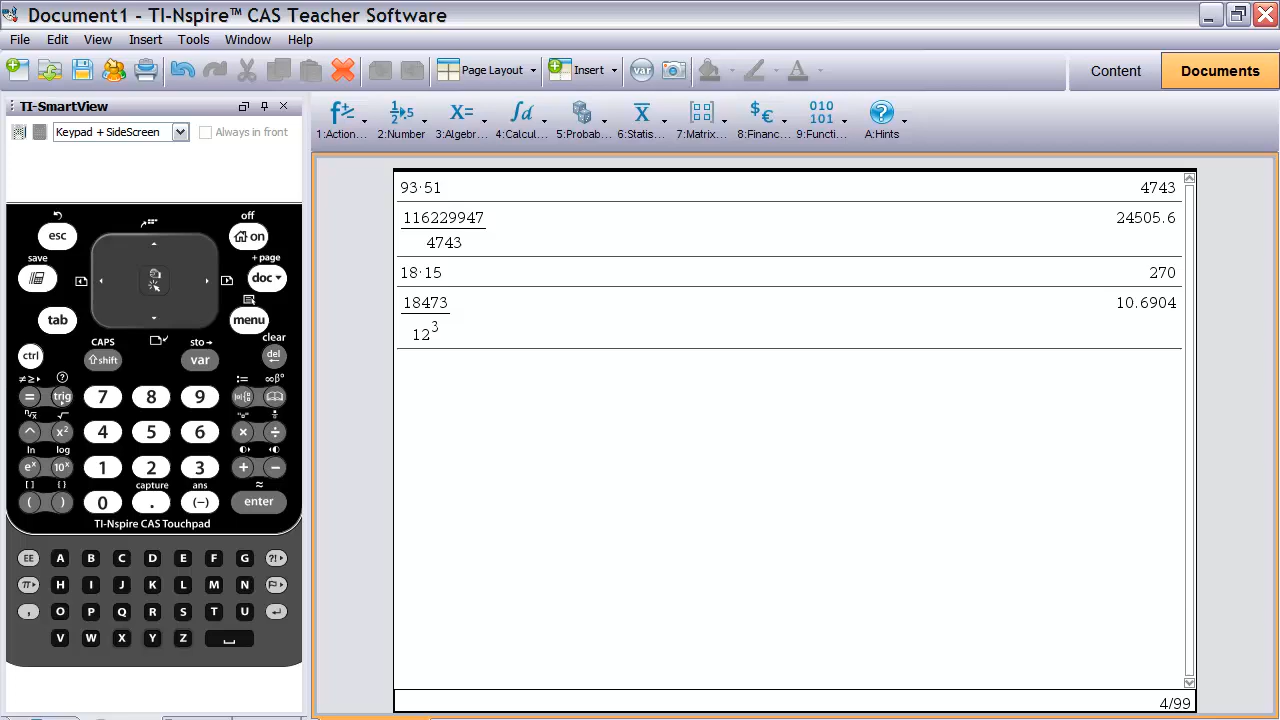 Document1 - TI-Nspire™ CAS Teacher Software
File Edit View Insert Tools Window Help
Page Layout Insert var Content Documents
TI-SmartView
Keypad + SideScreen Always in front
1:Action... 2:Number 3:Algebr... 4:Calcul... 5:Probab... 6:Statis... 7:Matrix... 8:Financ... 9:Functi... A:Hints
93·51 4743
116229947
4743
24505.6
18·15 270
18473
12³
10.6904
4/99
off
esc on
save + page
doc
tab menu
CAPS sto→ clear
ctrl shift var del
= trig 7 8 9
^ x² 4 5 6 × ÷
ln log
eˣ 10ˣ 1 2 3 + −
[ ] { } capture ans ≈
( ) 0 . (−) enter
TI-Nspire CAS Touchpad
EE A B C D E F G ?!
π H I J K L M N
, O P Q R S T U
V W X Y Z